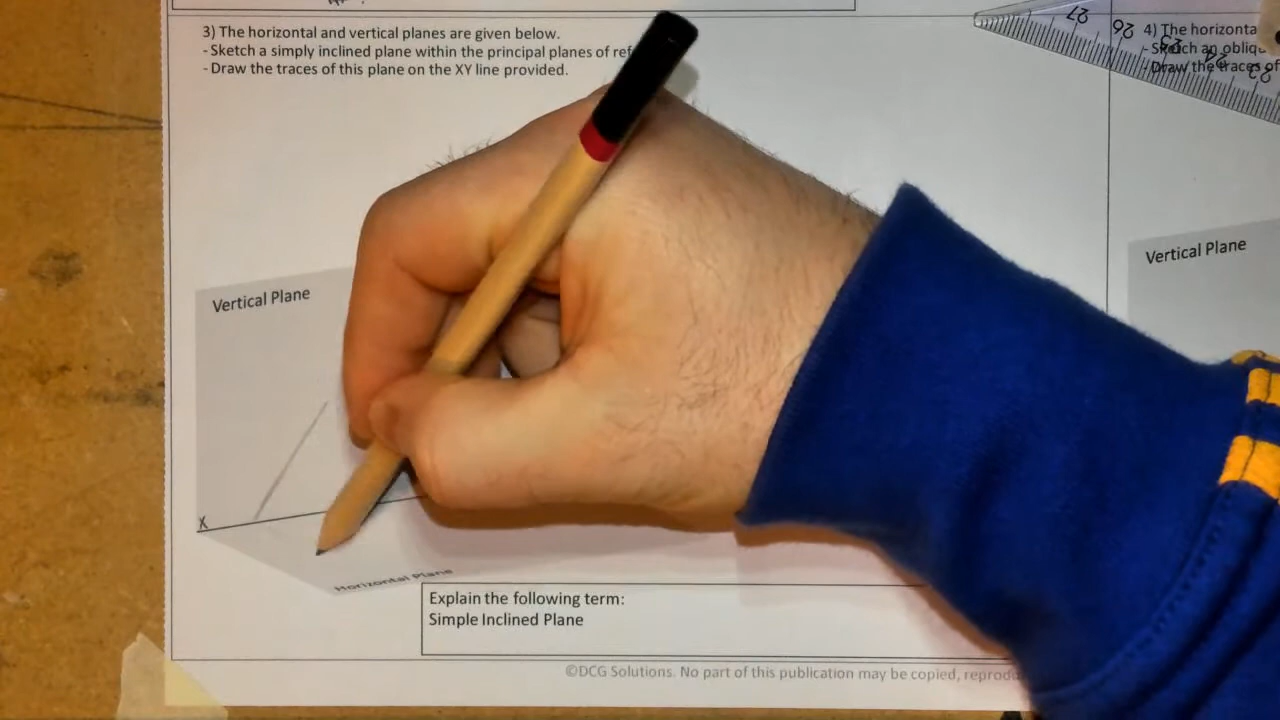 3) The horizontal and vertical planes are given below.
- Sketch a simply inclined plane within the principal planes of ref
- Draw the traces of this plane on the XY line provided.
4) The horizonta
- Sketch an obliq
- Draw the traces of
27 26 25 24 23
Vertical Plane
Vertical Plane
X
Horizontal Plane
Explain the following term:
Simple Inclined Plane
©DCG Solutions. No part of this publication may be copied, reprodu